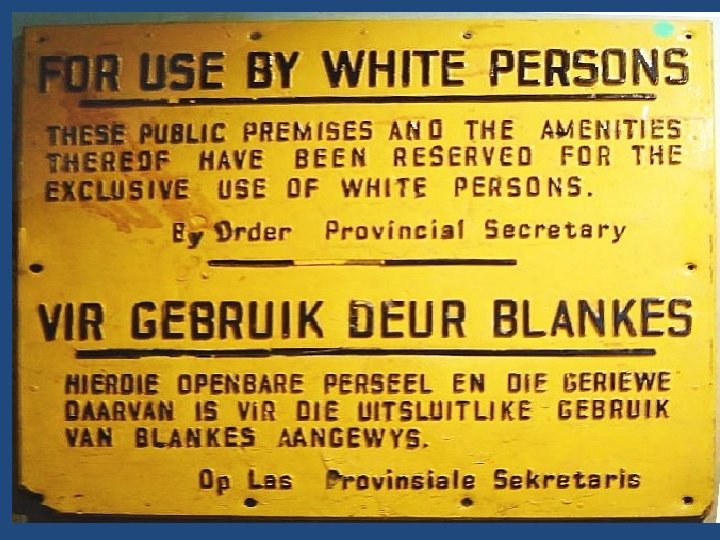 FOR USE BY WHITE PERSONS
THESE PUBLIC PREMISES AND THE AMENITIES
THEREOF HAVE BEEN RESERVED FOR THE
EXCLUSIVE USE OF WHITE PERSONS.
By Order Provincial Secretary
VIR GEBRUIK DEUR BLANKES
HIERDIE OPENBARE PERSEEL EN DIE GERIEWE
DAARVAN IS VIR DIE UITSLUITLIKE GEBRUIK
VAN BLANKES AANGEWYS.
Op Las Provinsiale Sekretaris